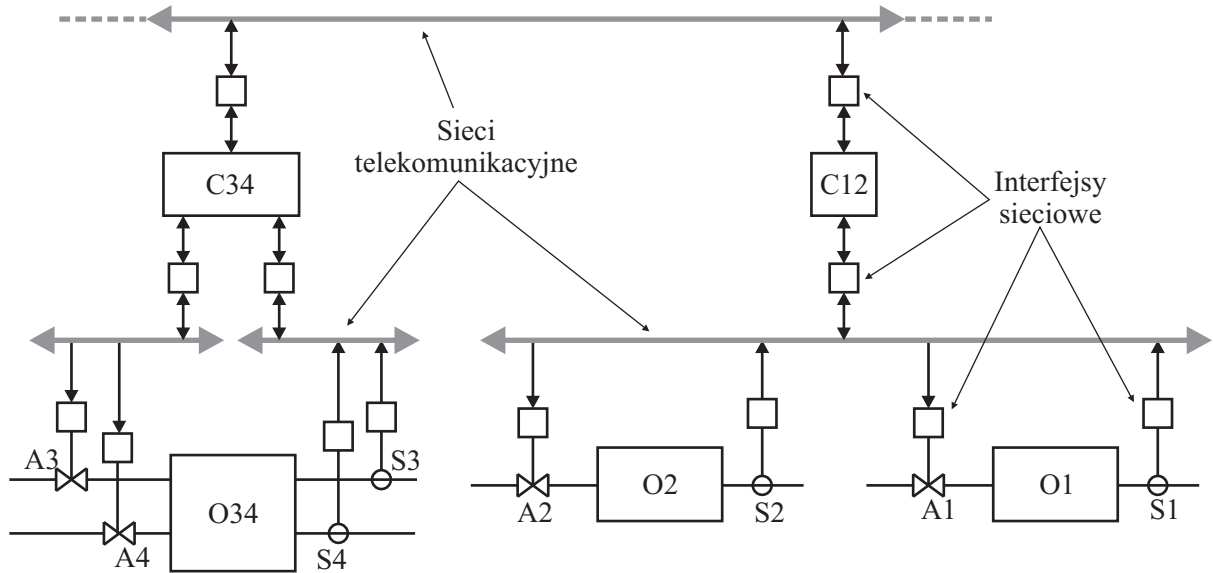 Sieci
telekomunikacyjne
C34
C12
Interfejsy
sieciowe
A3
S3
O34
A4
S4
O2
A2
S2
O1
A1
S1